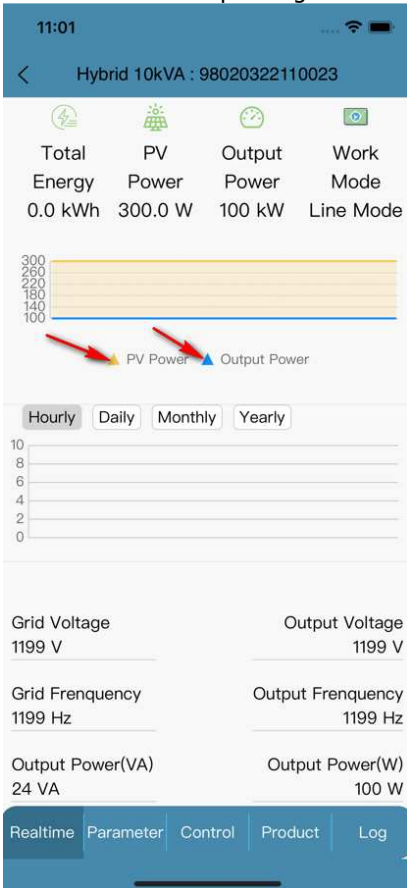 11:01
Hybrid 10kVA : 98020322110023
Total Energy PV Power Output Power Work Mode
0.0 kWh 300.0 W 100 kW Line Mode
300
260
220
180
140
100
PV Power Output Power
Hourly Daily Monthly Yearly
10
8
6
4
2
0
Grid Voltage Output Voltage
1199 V 1199 V
Grid Frenquency Output Frenquency
1199 Hz 1199 Hz
Output Power(VA) Output Power(W)
24 VA 100 W
Realtime Parameter Control Product Log